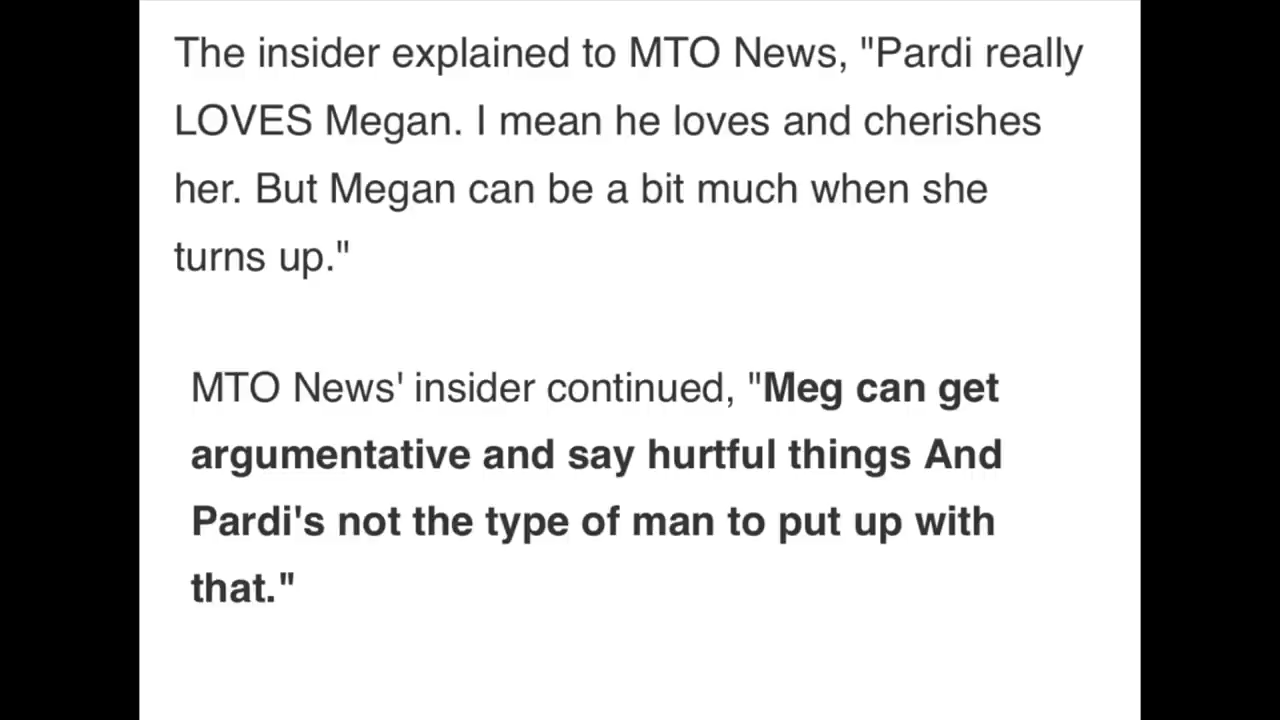 The insider explained to MTO News, "Pardi really
LOVES Megan. I mean he loves and cherishes
her. But Megan can be a bit much when she
turns up."
MTO News' insider continued, "Meg can get
argumentative and say hurtful things And
Pardi's not the type of man to put up with
that."